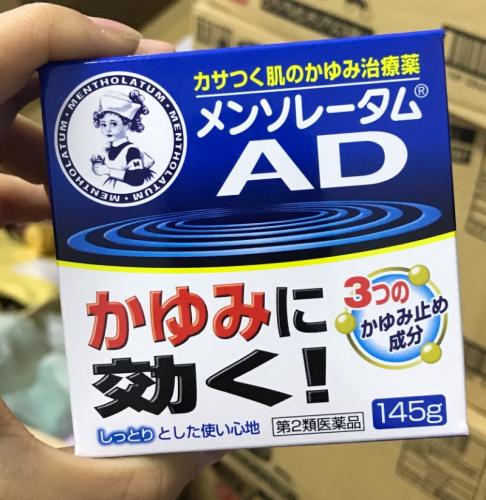 MENTHOLATUM・MENTHOLATUM・MENTHOLATUM・MENTHOLATUM・
カサつく肌のかゆみ治療薬
メンソレータム®
AD
かゆみに
効く!
3つの
かゆみ止め
成分
しっとりとした使い心地
第2類医薬品
145g